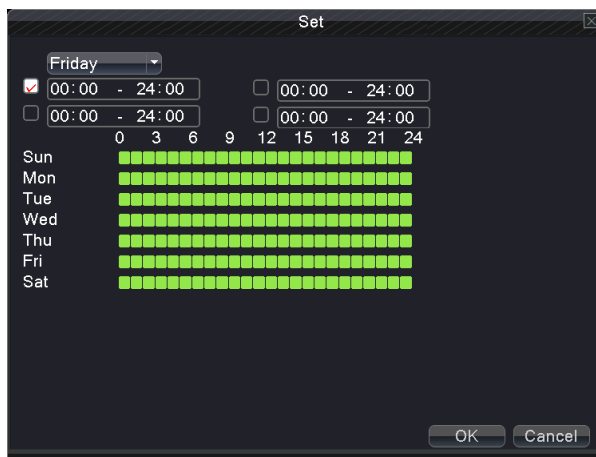 Set
Friday
00:00 - 24:00 00:00 - 24:00
00:00 - 24:00 00:00 - 24:00
0 3 6 9 12 15 18 21 24
Sun
Mon
Tue
Wed
Thu
Fri
Sat
OK Cancel